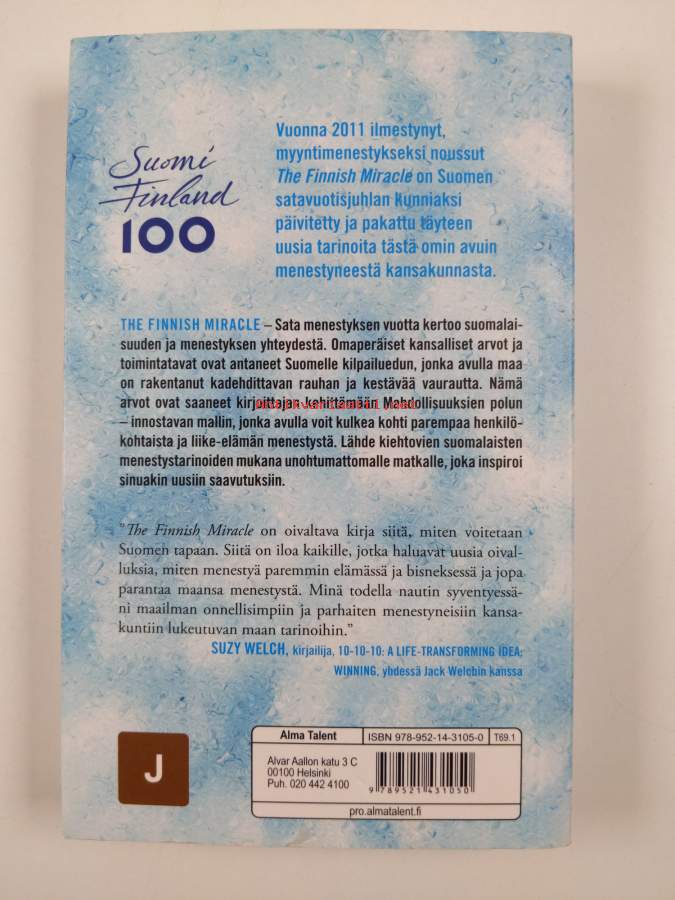 Suomi
Finland
100
Vuonna 2011 ilmestynyt,
myyntimenestykseksi noussut
The Finnish Miracle on Suomen
satavuotisjuhlan kunniaksi
päivitetty ja pakattu täyteen
uusia tarinoita tästä omin avuin
menestyneestä kansakunnasta.
THE FINNISH MIRACLE – Sata menestyksen vuotta kertoo suomalai-
suuden ja menestyksen yhteydestä. Omaperäiset kansalliset arvot ja
toimintatavat ovat antaneet Suomelle kilpailuedun, jonka avulla maa
on rakentanut kadehdittavan rauhan ja kestävää vaurautta. Nämä
arvot ovat saaneet kirjoittajan kehittämään Mahdollisuuksien polun
– innostavan mallin, jonka avulla voit kulkea kohti parempaa henkilö-
kohtaista ja liike-elämän menestystä. Lähde kiehtovien suomalaisten
menestystarinoiden mukana unohtumattomalle matkalle, joka inspiroi
sinuakin uusiin saavutuksiin.
"The Finnish Miracle on oivaltava kirja siitä, miten voitetaan
Suomen tapaan. Siitä on iloa kaikille, jotka haluavat uusia oival-
luksia, miten menestyä paremmin elämässä ja bisneksessä ja jopa
parantaa maansa menestystä. Minä todella nautin syventyessä-
ni maailman onnellisimpiin ja parhaiten menestyneisiin kansa-
kuntiin lukeutuvan maan tarinoihin."
SUZY WELCH, kirjailija, 10-10-10: A LIFE-TRANSFORMING IDEA;
WINNING, yhdessä Jack Welchin kanssa
J
Alma Talent
ISBN 978-952-14-3105-0
T69.1
Alvar Aallon katu 3 C
00100 Helsinki
Puh. 020 442 4100
9 789521 431050
pro.almatalent.fi